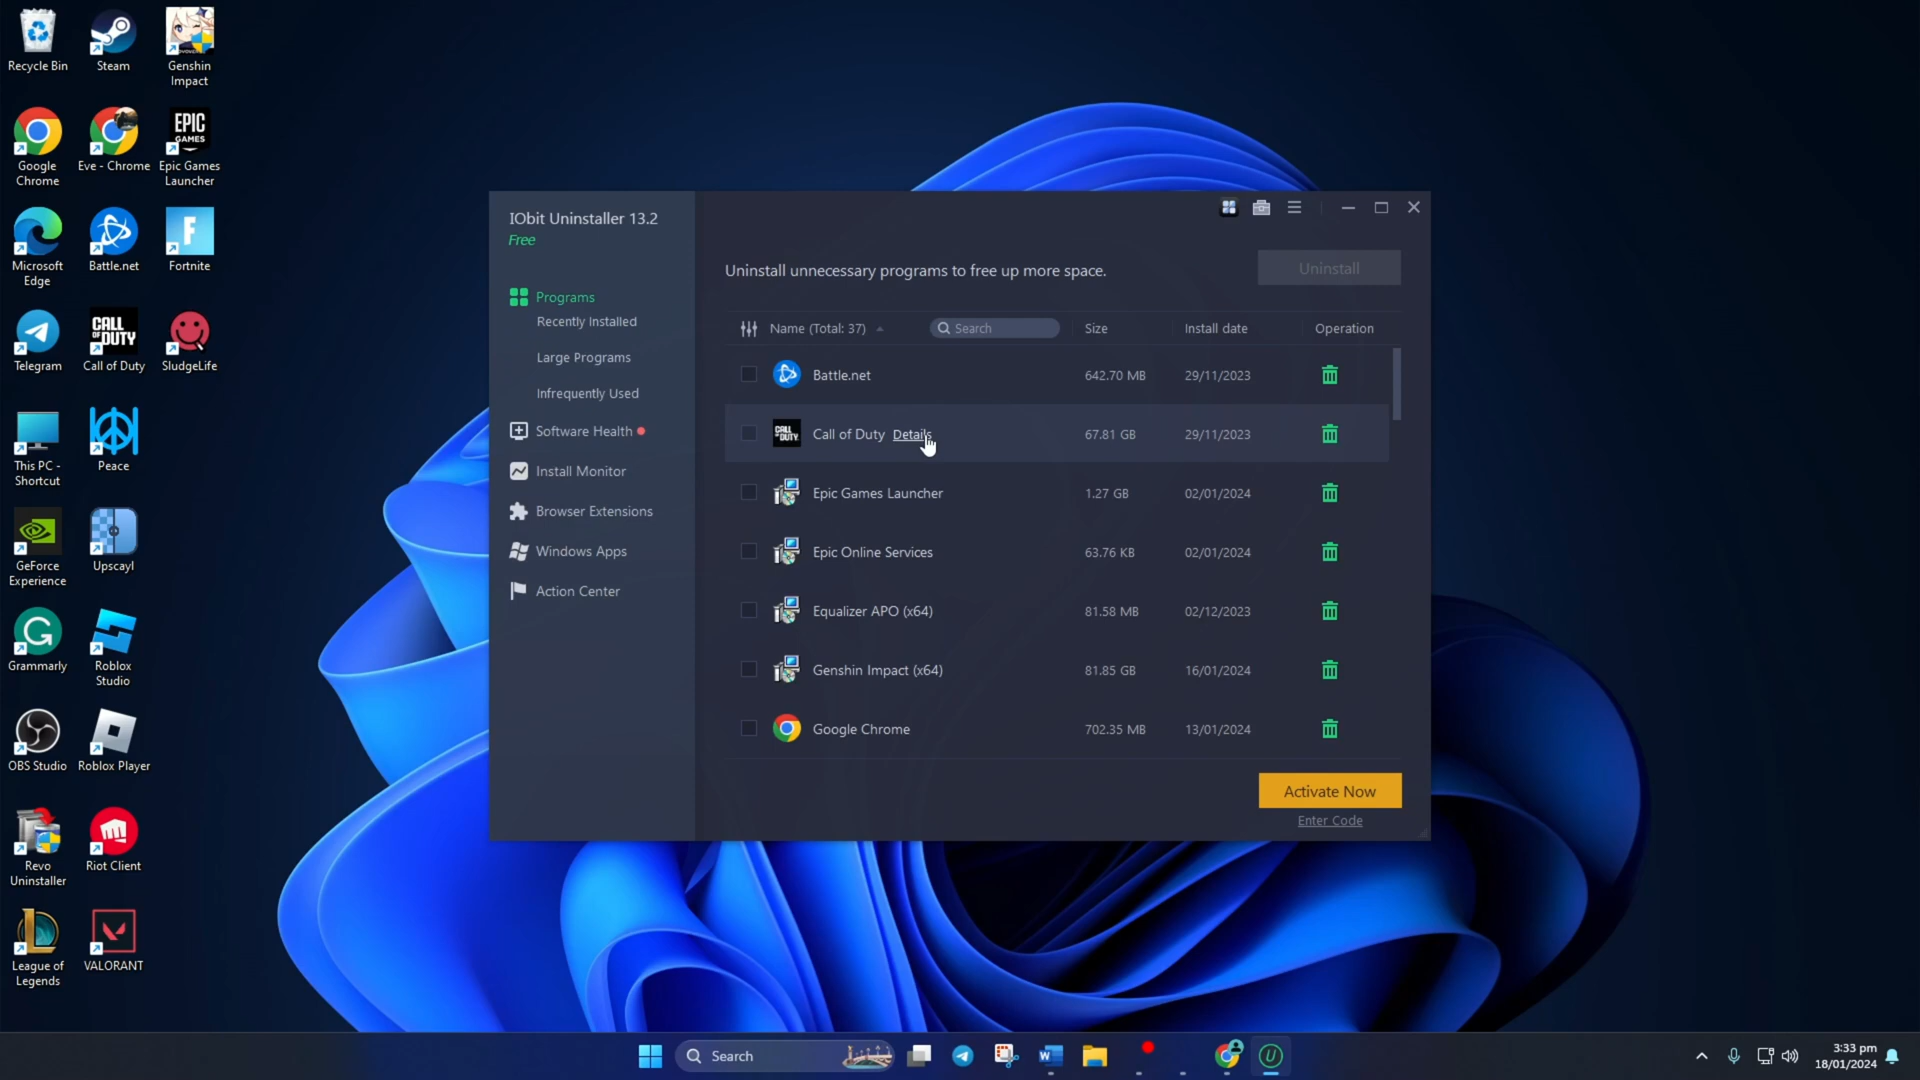 Recycle Bin
Steam
Genshin
Impact
Google
Chrome
Eve - Chrome
EPIC
GAMES
Epic Games
Launcher
Microsoft
Edge
Battle.net
F
Fortnite
Telegram
CALL
OF DUTY
Call of Duty
SludgeLife
This PC -
Shortcut
Peace
GeForce
Experience
Upscayl
Grammarly
Roblox
Studio
OBS Studio
Roblox Player
Revo
Uninstaller
Riot Client
League of
Legends
VALORANT
IObit Uninstaller 13.2
Free
Programs
Recently Installed
Large Programs
Infrequently Used
Software Health
Install Monitor
Browser Extensions
Windows Apps
Action Center
Uninstall unnecessary programs to free up more space.
Uninstall
Name (Total: 37)
Search
Size
Install date
Operation
Battle.net
642.70 MB
29/11/2023
CALL
OF DUTY
Call of Duty
Details
67.81 GB
29/11/2023
Epic Games Launcher
1.27 GB
02/01/2024
Epic Online Services
63.76 KB
02/01/2024
Equalizer APO (x64)
81.58 MB
02/12/2023
Genshin Impact (x64)
81.85 GB
16/01/2024
Google Chrome
702.35 MB
13/01/2024
Activate Now
Enter Code
Search
3:33 pm
18/01/2024